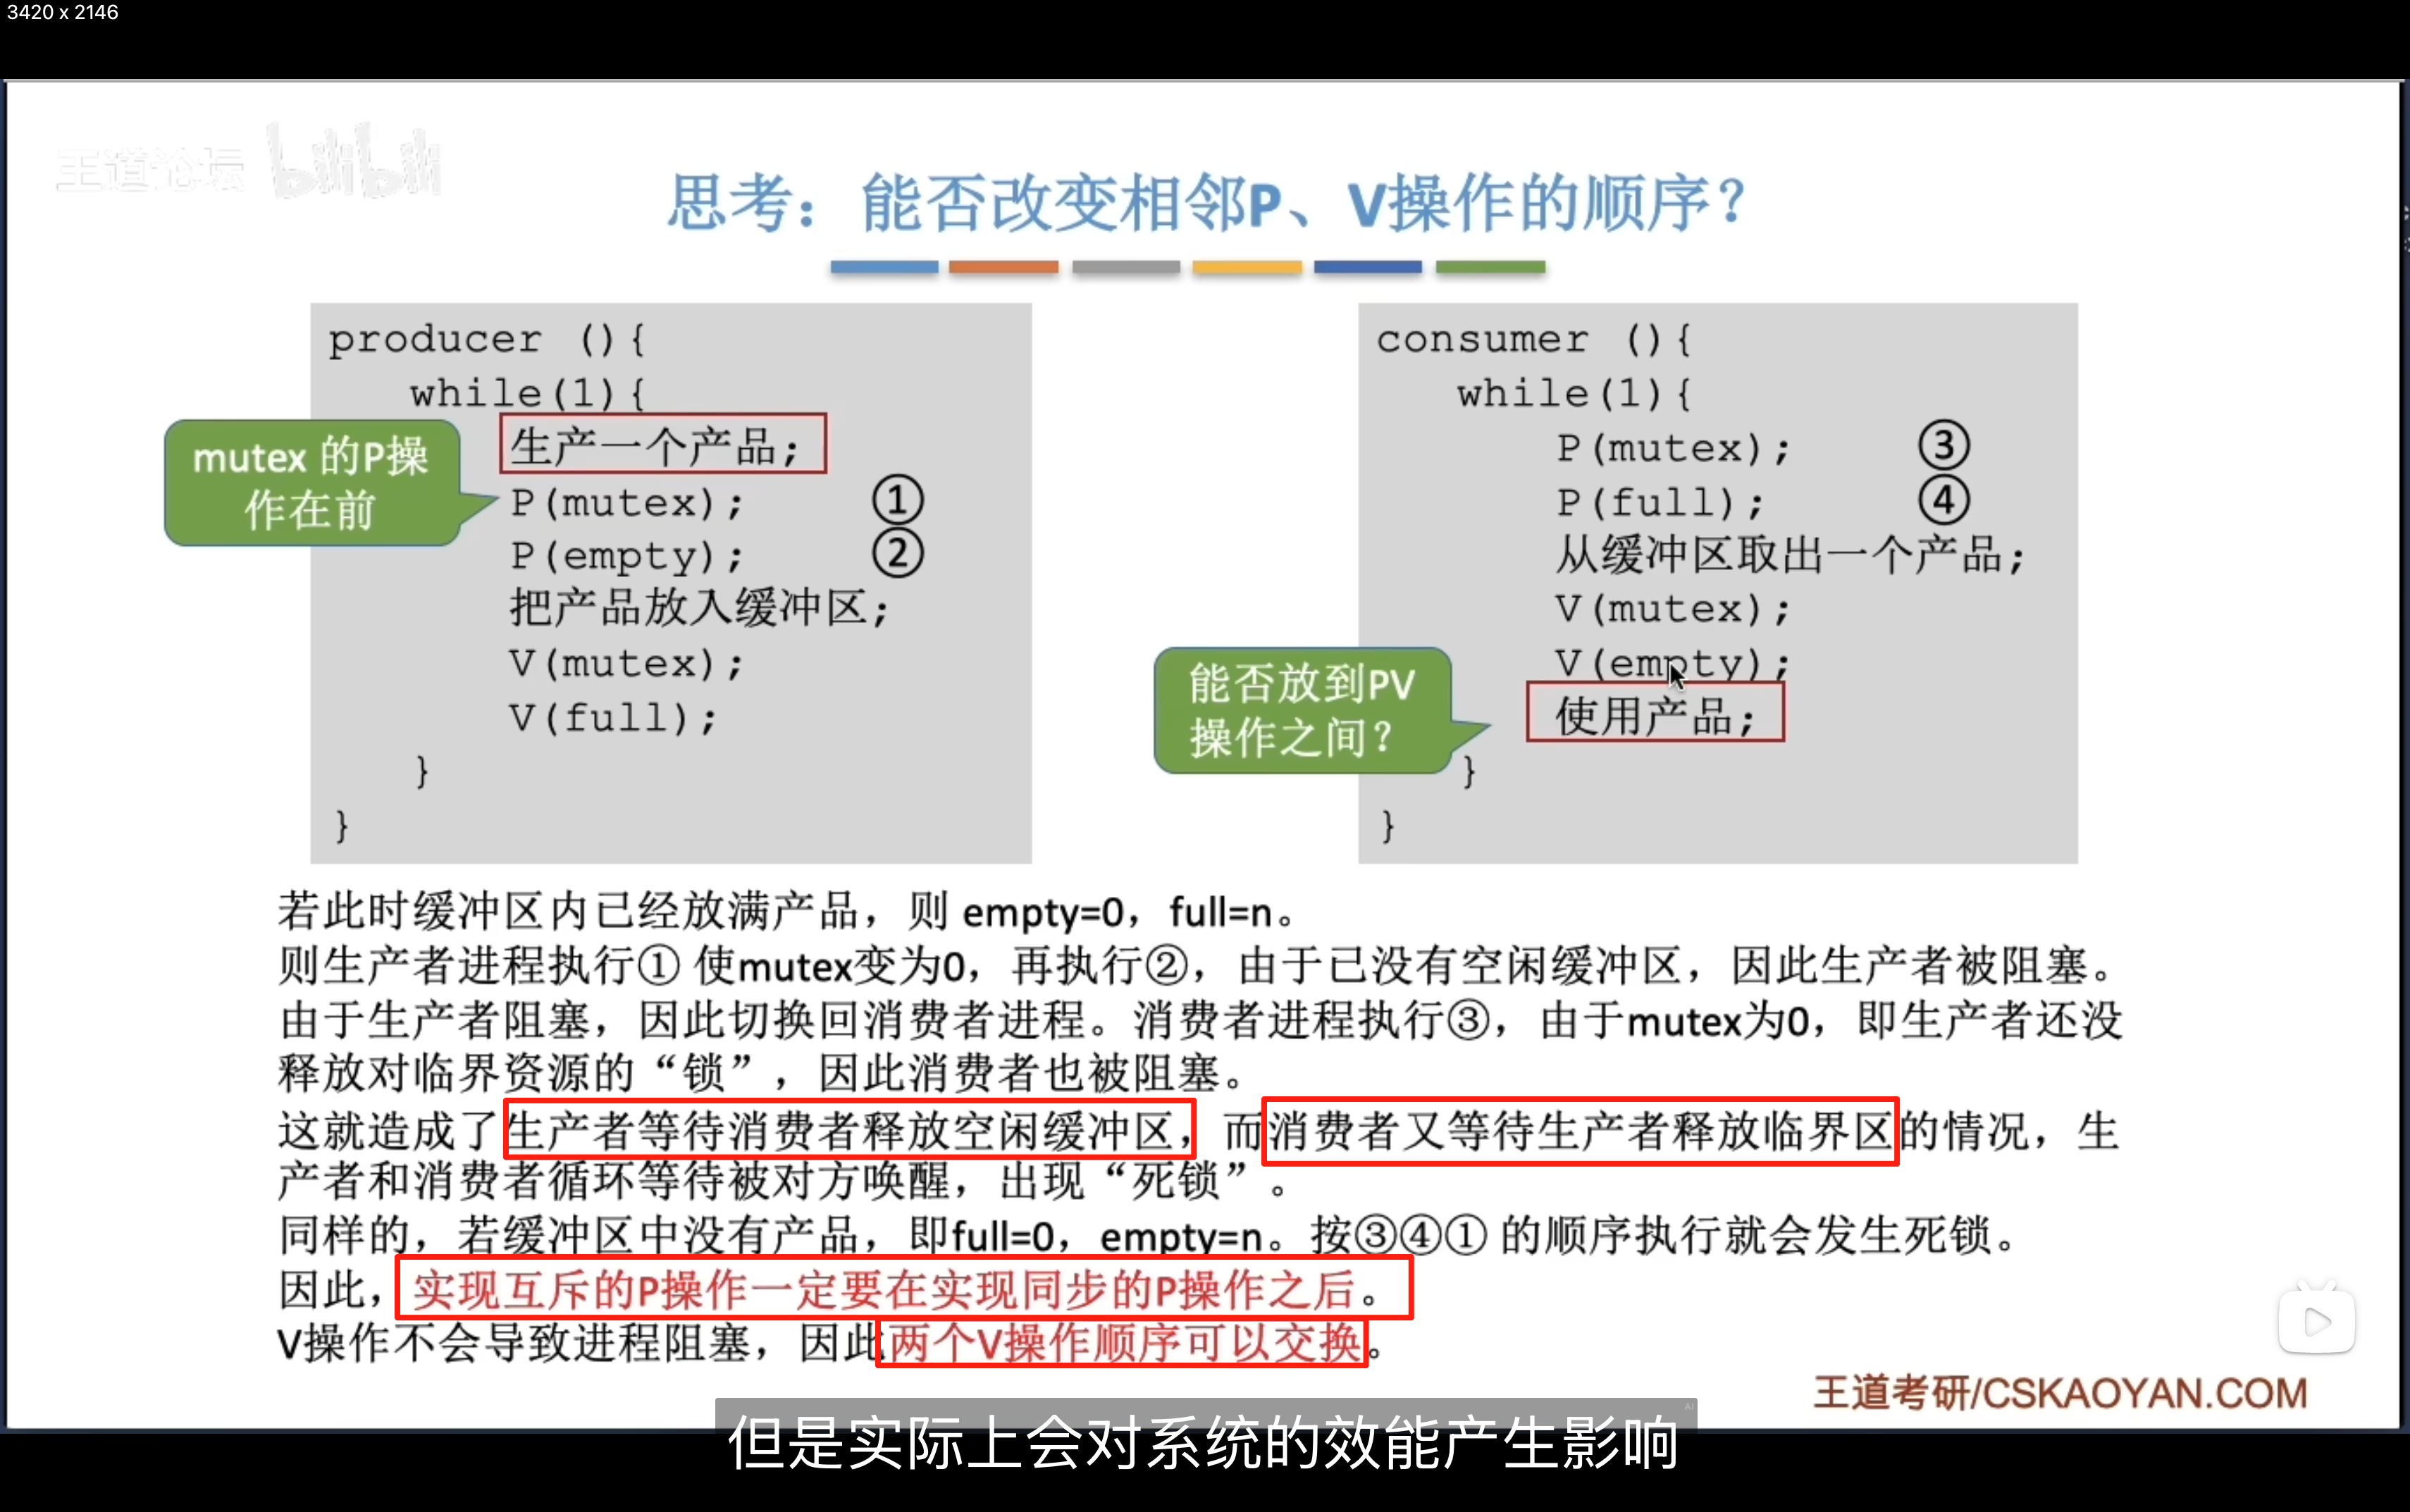 3420 x 2146
王道论坛 bilibili
思考：能否改变相邻P、V操作的顺序？
producer (){
while(1){
生产一个产品;
P(mutex); ①
P(empty); ②
把产品放入缓冲区;
V(mutex);
V(full);
}
}
mutex 的P操
作在前
consumer (){
while(1){
P(mutex); ③
P(full); ④
从缓冲区取出一个产品;
V(mutex);
V(empty);
使用产品;
}
}
能否放到PV
操作之间？
若此时缓冲区内已经放满产品，则 empty=0，full=n。
则生产者进程执行① 使mutex变为0，再执行②，由于已没有空闲缓冲区，因此生产者被阻塞。
由于生产者阻塞，因此切换回消费者进程。消费者进程执行③，由于mutex为0，即生产者还没
释放对临界资源的“锁”，因此消费者也被阻塞。
这就造成了生产者等待消费者释放空闲缓冲区，而消费者又等待生产者释放临界区的情况，生
产者和消费者循环等待被对方唤醒，出现“死锁”。
同样的，若缓冲区中没有产品，即full=0，empty=n。按③④① 的顺序执行就会发生死锁。
因此，实现互斥的P操作一定要在实现同步的P操作之后。
V操作不会导致进程阻塞，因此两个V操作顺序可以交换。
王道考研/CSKAOYAN.COM
AI
但是实际上会对系统的效能产生影响